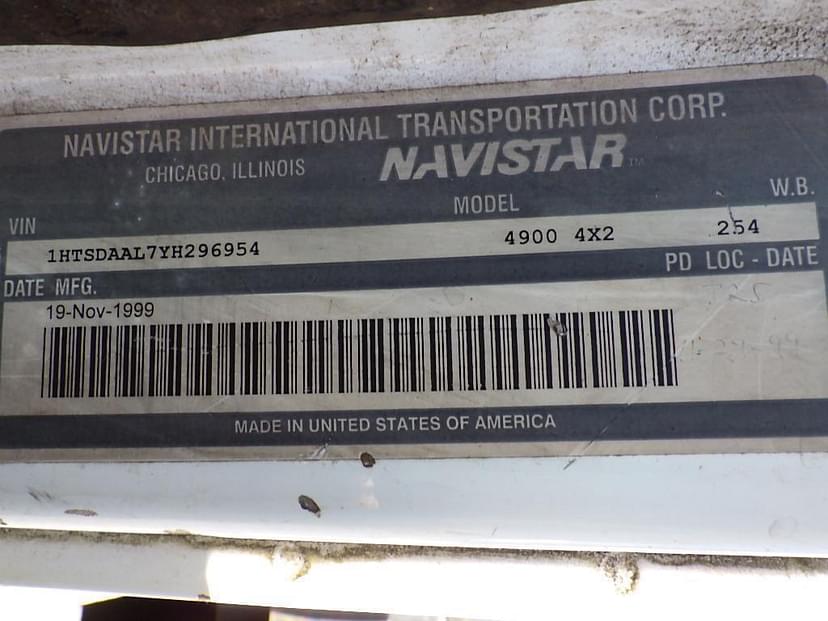 NAVISTAR INTERNATIONAL TRANSPORTATION CORP.
CHICAGO, ILLINOIS NAVISTAR™
VIN MODEL W.B.
1HTSDAAL7YH296954 4900 4X2 254
DATE MFG. PD LOC - DATE
19-Nov-1999
MADE IN UNITED STATES OF AMERICA